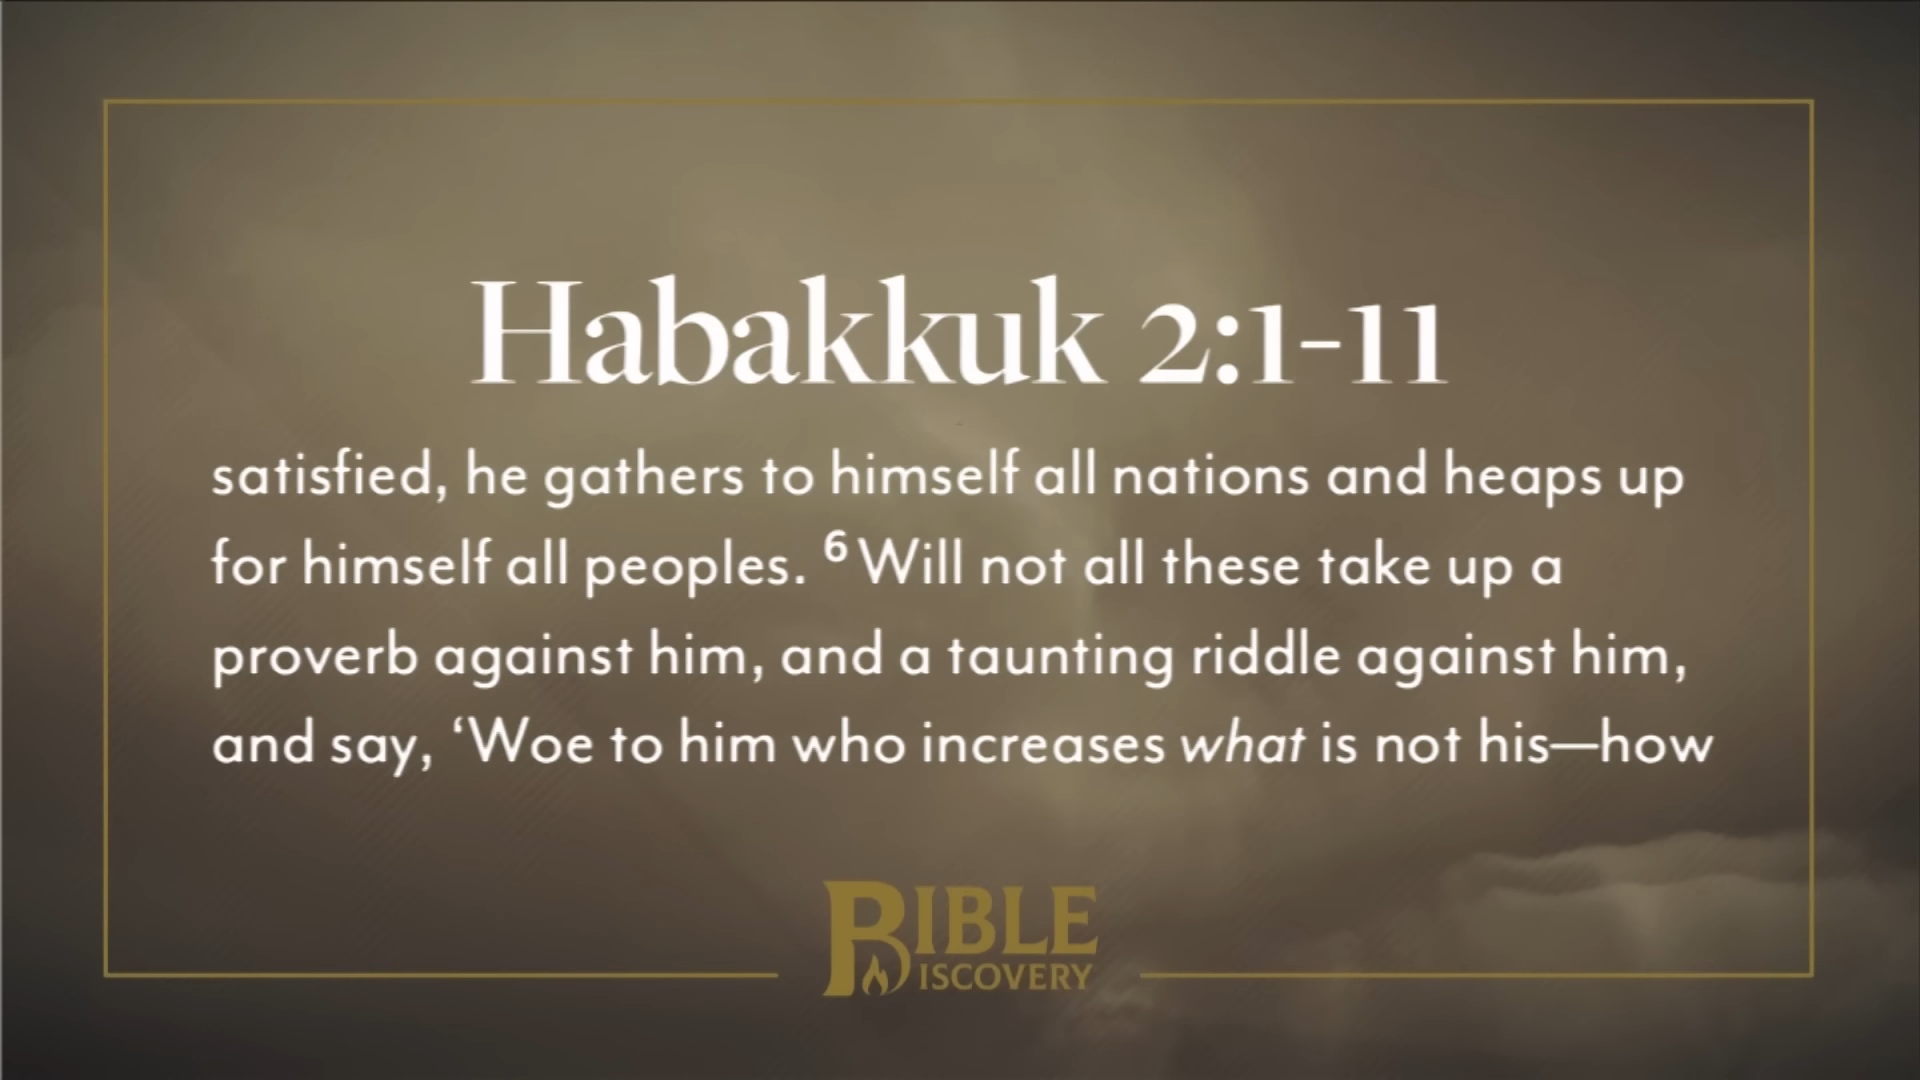 Habakkuk 2:1-11
satisfied, he gathers to himself all nations and heaps up
for himself all peoples. ⁶ Will not all these take up a
proverb against him, and a taunting riddle against him,
and say, ‘Woe to him who increases what is not his—how
BIBLE
DISCOVERY